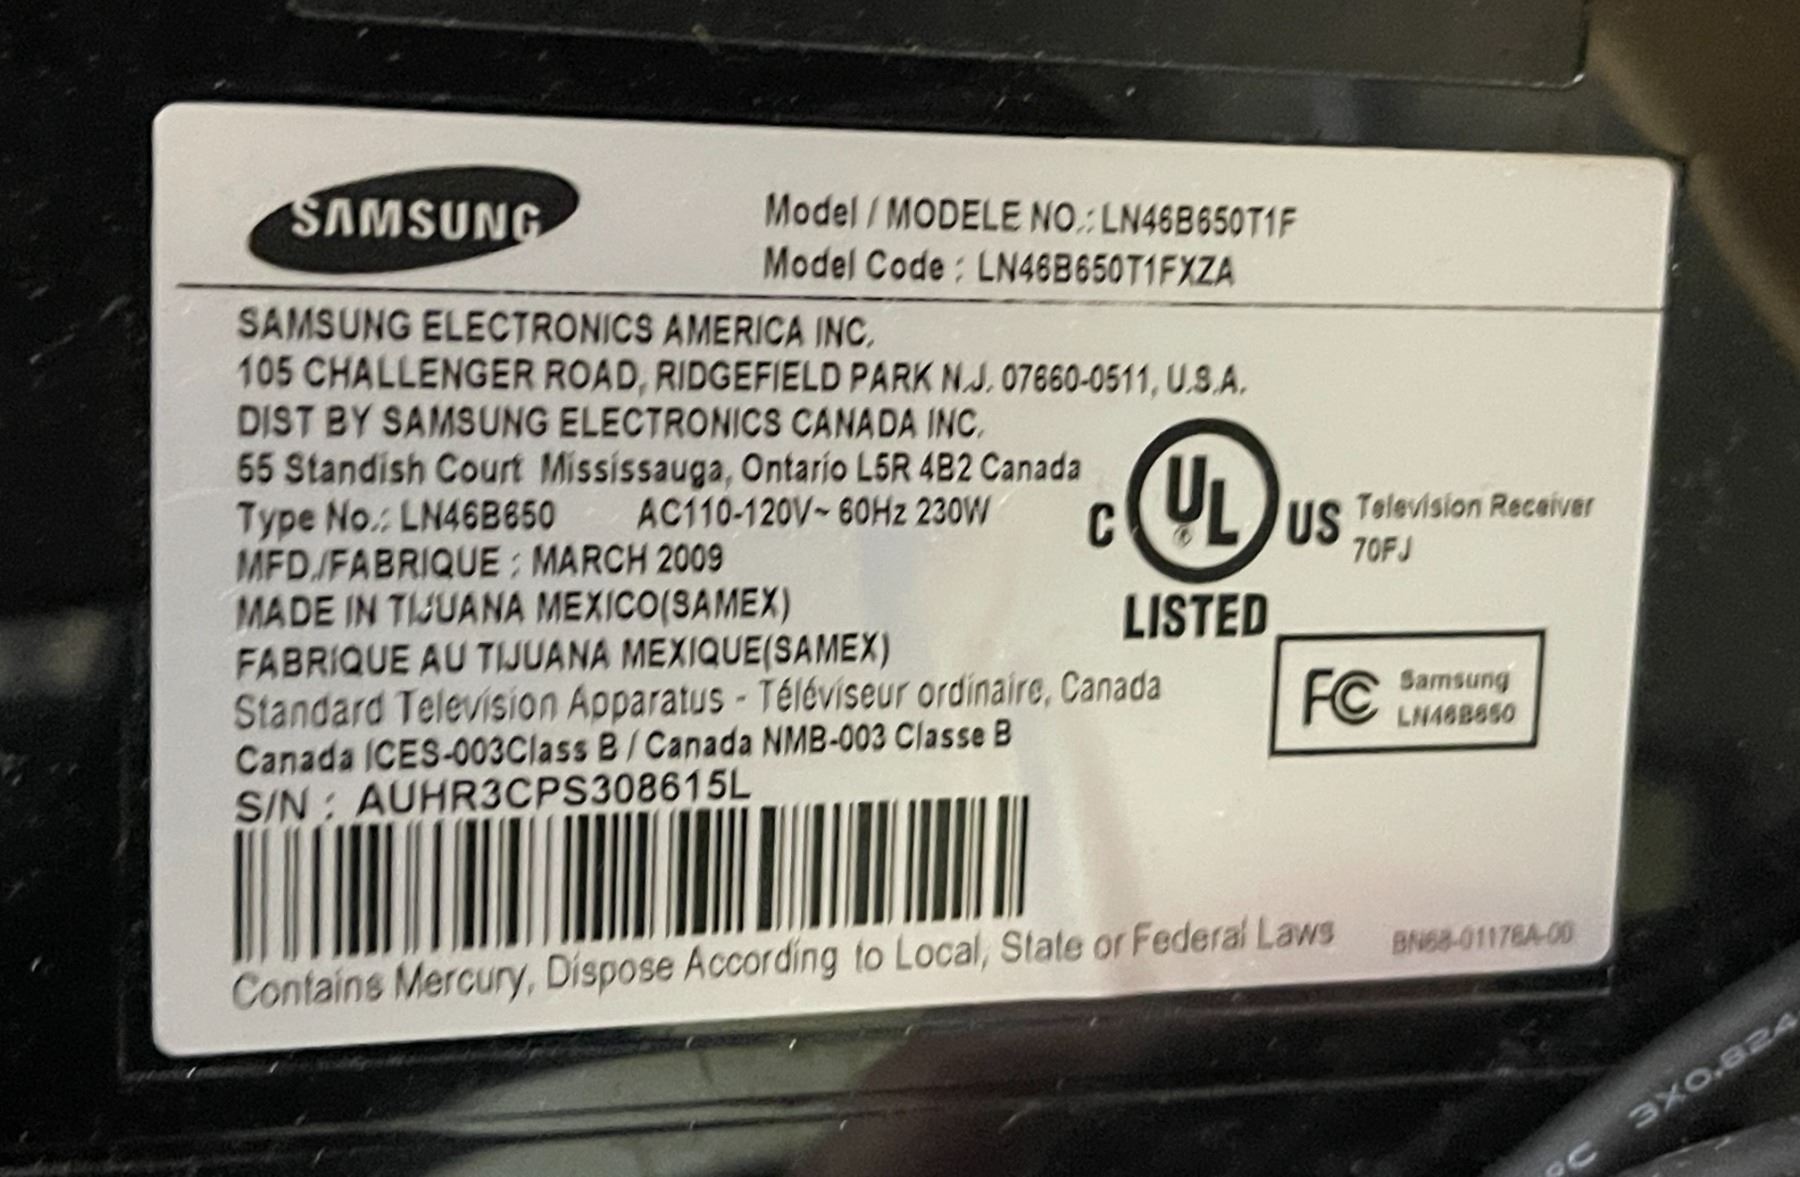 SAMSUNG
Model / MODELE NO.: LN46B650T1F
Model Code : LN46B650T1FXZA
SAMSUNG ELECTRONICS AMERICA INC.
105 CHALLENGER ROAD, RIDGEFIELD PARK N.J. 07660-0511, U.S.A.
DIST BY SAMSUNG ELECTRONICS CANADA INC.
55 Standish Court Mississauga, Ontario L5R 4B2 Canada
Type No.: LN46B650 AC110-120V~ 60Hz 230W
MFD./FABRIQUE : MARCH 2009
MADE IN TIJUANA MEXICO(SAMEX)
FABRIQUE AU TIJUANA MEXIQUE(SAMEX)
Standard Television Apparatus - Téléviseur ordinaire, Canada
Canada ICES-003Class B / Canada NMB-003 Classe B
S/N : AUHR3CPS308615L
C UL ® US
LISTED
Television Receiver
70FJ
FC Samsung
LN46B650
Contains Mercury, Dispose According to Local, State or Federal Laws
BN68-01176A-00
3X0.824